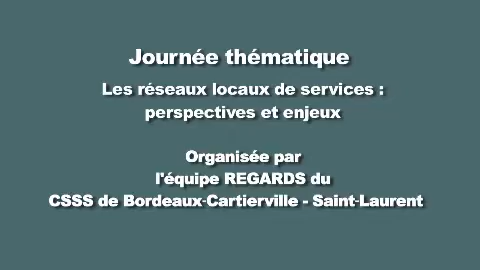 Journée thématique
Les réseaux locaux de services :
perspectives et enjeux
Organisée par
l'équipe REGARDS du
CSSS de Bordeaux-Cartierville - Saint-Laurent